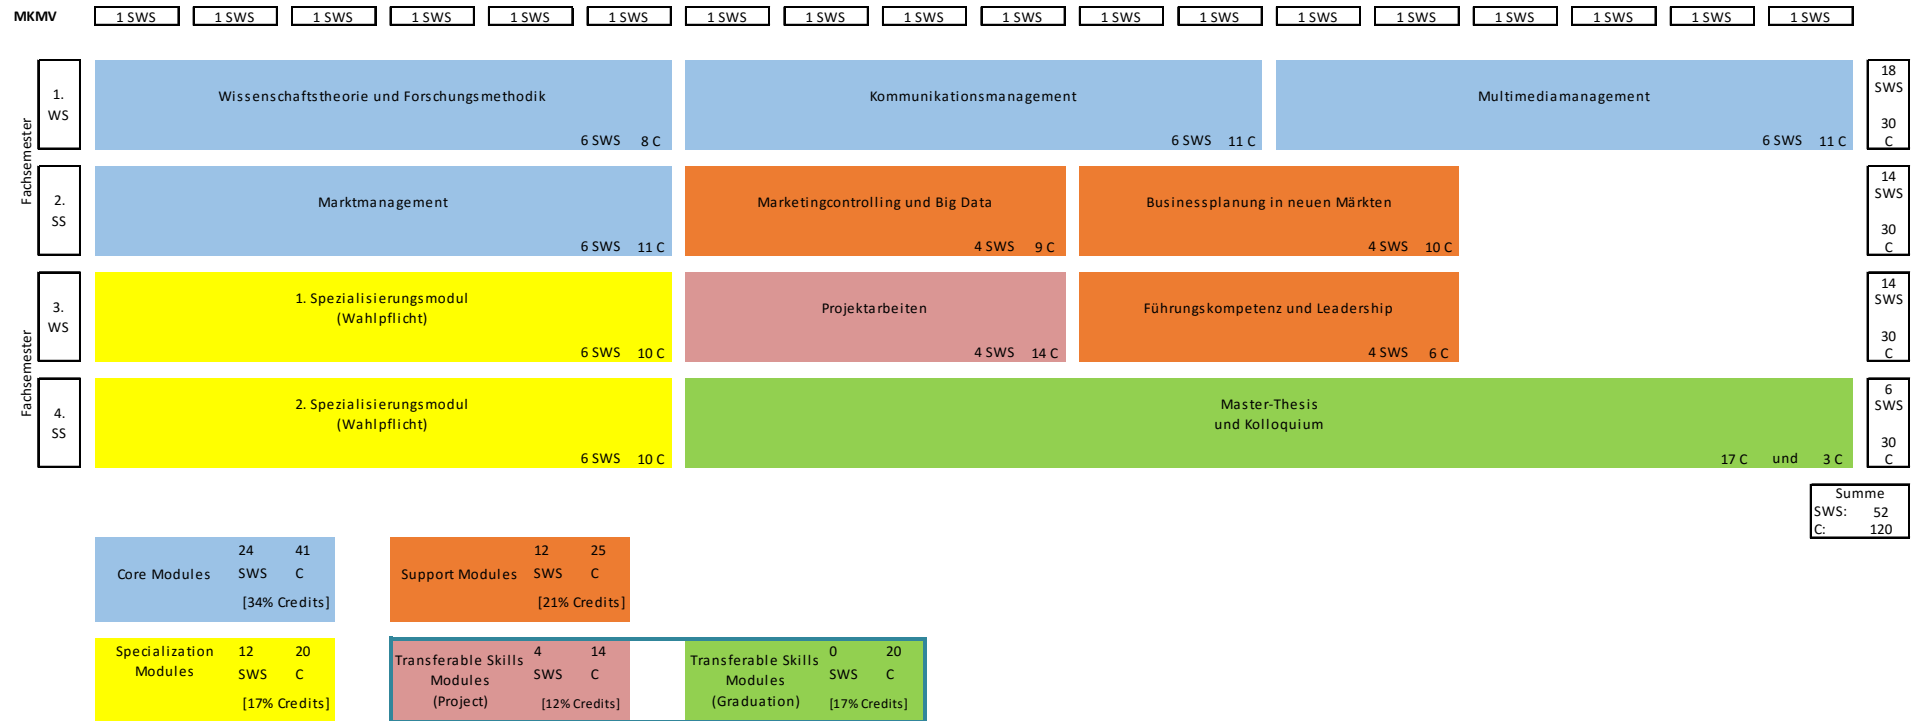 MKMV 1 SWS 1 SWS 1 SWS 1 SWS 1 SWS 1 SWS 1 SWS 1 SWS 1 SWS 1 SWS 1 SWS 1 SWS 1 SWS 1 SWS 1 SWS 1 SWS 1 SWS 1 SWS
Fachsemester
1.
WS
Wissenschaftstheorie und Forschungsmethodik
6 SWS 8 C
Kommunikationsmanagement
6 SWS 11 C
Multimediamanagement
6 SWS 11 C
18
SWS
30
C
2.
SS
Marktmanagement
6 SWS 11 C
Marketingcontrolling und Big Data
4 SWS 9 C
Businessplanung in neuen Märkten
4 SWS 10 C
14
SWS
30
C
Fachsemester
3.
WS
1. Spezialisierungsmodul
(Wahlpflicht)
6 SWS 10 C
Projektarbeiten
4 SWS 14 C
Führungskompetenz und Leadership
4 SWS 6 C
14
SWS
30
C
4.
SS
2. Spezialisierungsmodul
(Wahlpflicht)
6 SWS 10 C
Master-Thesis
und Kolloquium
17 C und 3 C
6
SWS
30
C
Summe
SWS: 52
C: 120
Core Modules
24 41
SWS C
[34% Credits]
Support Modules
12 25
SWS C
[21% Credits]
Specialization
Modules
12 20
SWS C
[17% Credits]
Transferable Skills
Modules
(Project)
4 14
SWS C
[12% Credits]
Transferable Skills
Modules
(Graduation)
0 20
SWS C
[17% Credits]